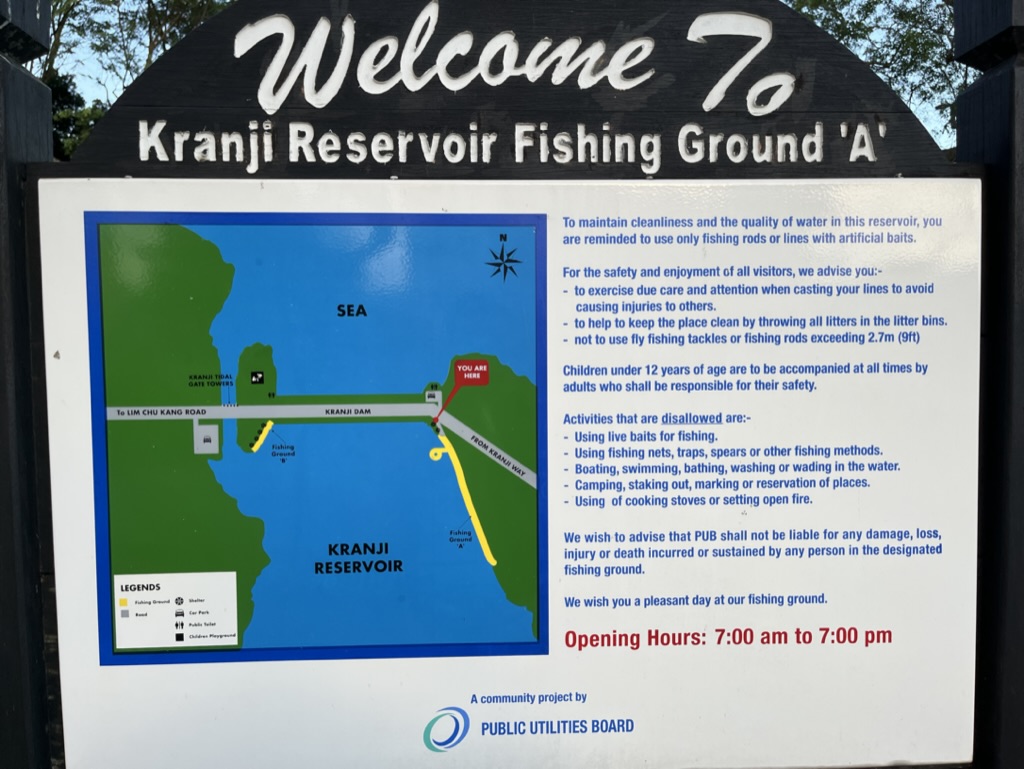 Welcome To
Kranji Reservoir Fishing Ground 'A'
N
SEA
YOU ARE
HERE
KRANJI TIDAL
GATE TOWERS
To LIM CHU KANG ROAD
KRANJI DAM
FROM KRANJI WAY
Fishing
Ground
'B'
Fishing
Ground
'A'
KRANJI
RESERVOIR
LEGENDS
Fishing Ground
Road
Shelter
Car Park
Public Toilet
Children Playground
To maintain cleanliness and the quality of water in this reservoir, you
are reminded to use only fishing rods or lines with artificial baits.
For the safety and enjoyment of all visitors, we advise you:-
- to exercise due care and attention when casting your lines to avoid
causing injuries to others.
- to help to keep the place clean by throwing all litters in the litter bins.
- not to use fly fishing tackles or fishing rods exceeding 2.7m (9ft)
Children under 12 years of age are to be accompanied at all times by
adults who shall be responsible for their safety.
Activities that are disallowed are:-
- Using live baits for fishing.
- Using fishing nets, traps, spears or other fishing methods.
- Boating, swimming, bathing, washing or wading in the water.
- Camping, staking out, marking or reservation of places.
- Using of cooking stoves or setting open fire.
We wish to advise that PUB shall not be liable for any damage, loss,
injury or death incurred or sustained by any person in the designated
fishing ground.
We wish you a pleasant day at our fishing ground.
Opening Hours: 7:00 am to 7:00 pm
A community project by
PUBLIC UTILITIES BOARD